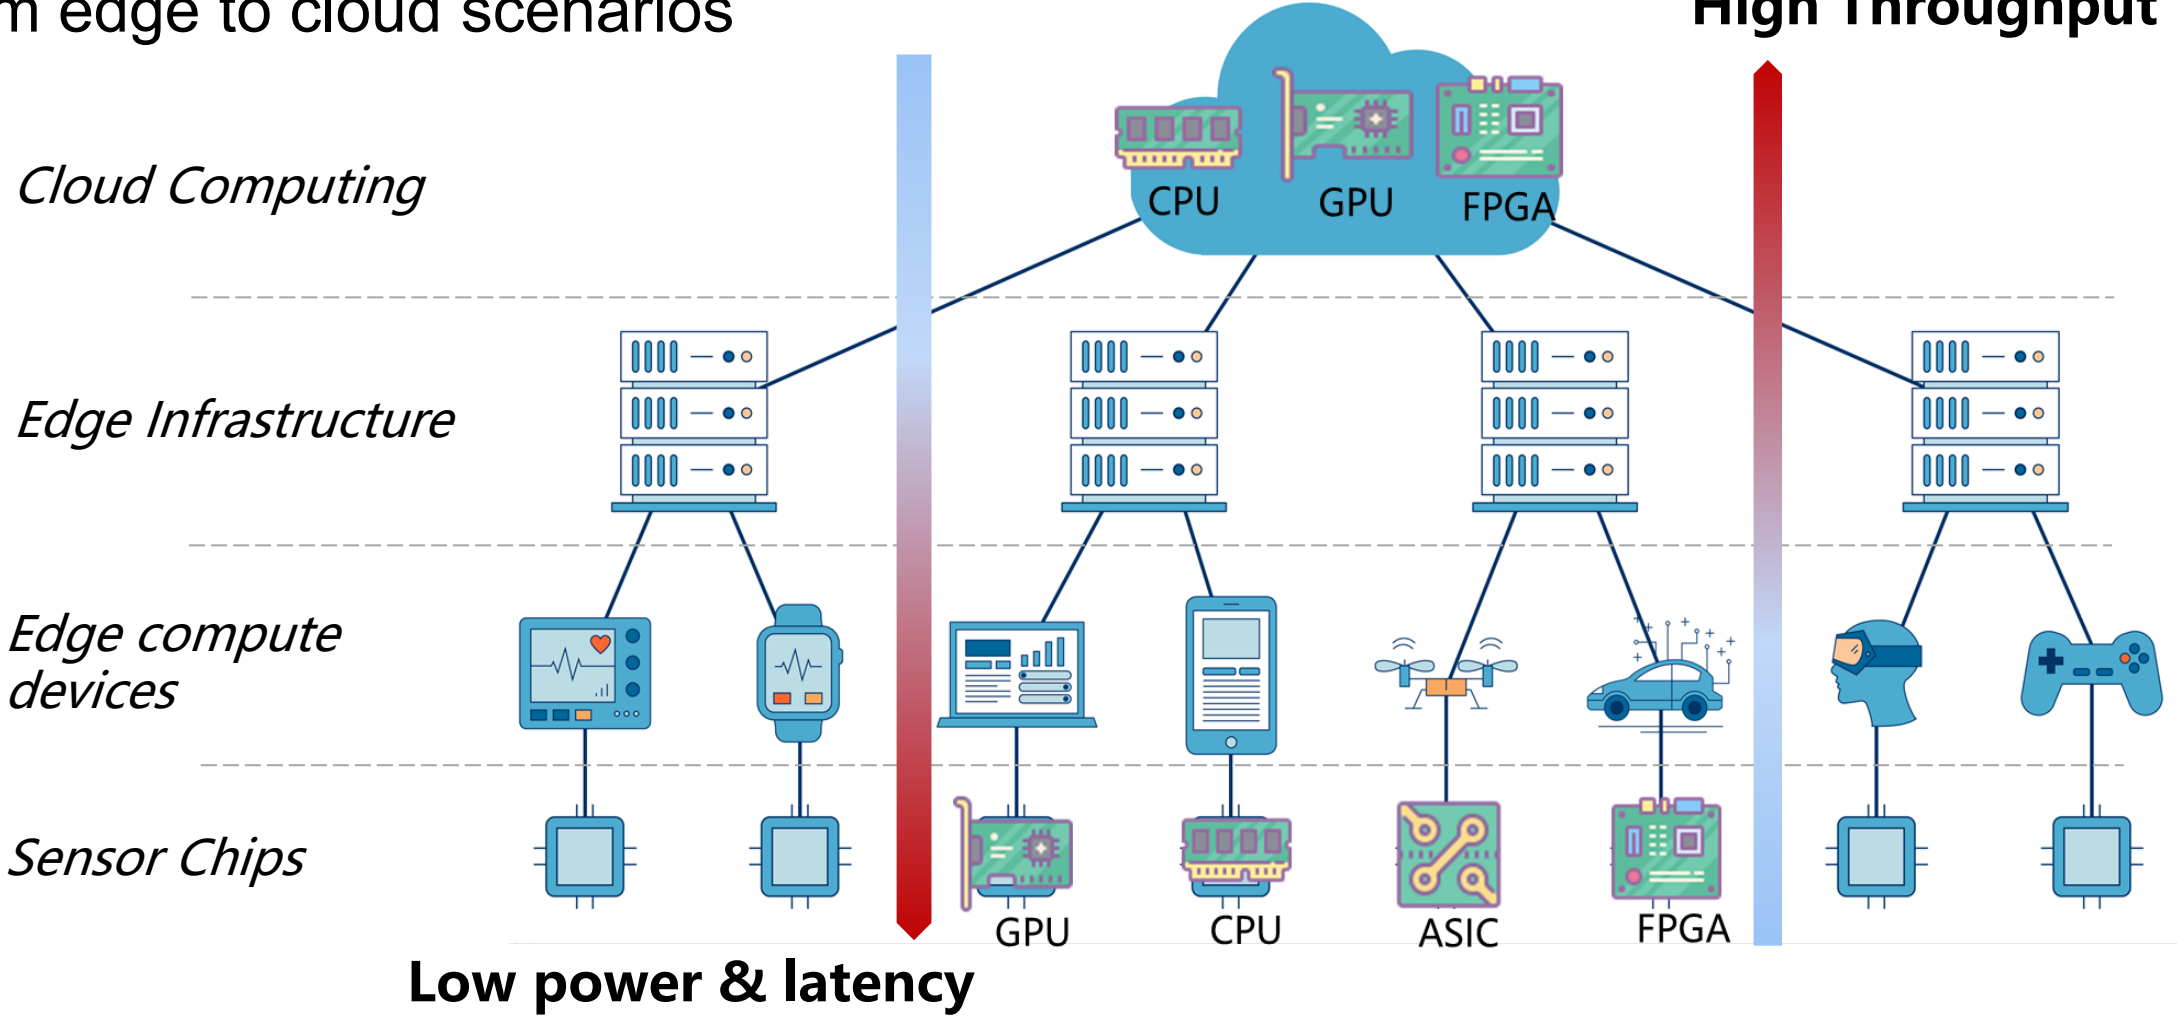 edge to cloud scenarios
High Throughput
Cloud Computing
CPU
GPU
FPGA
Edge Infrastructure
Edge compute
devices
Sensor Chips
GPU
CPU
ASIC
FPGA
Low power & latency